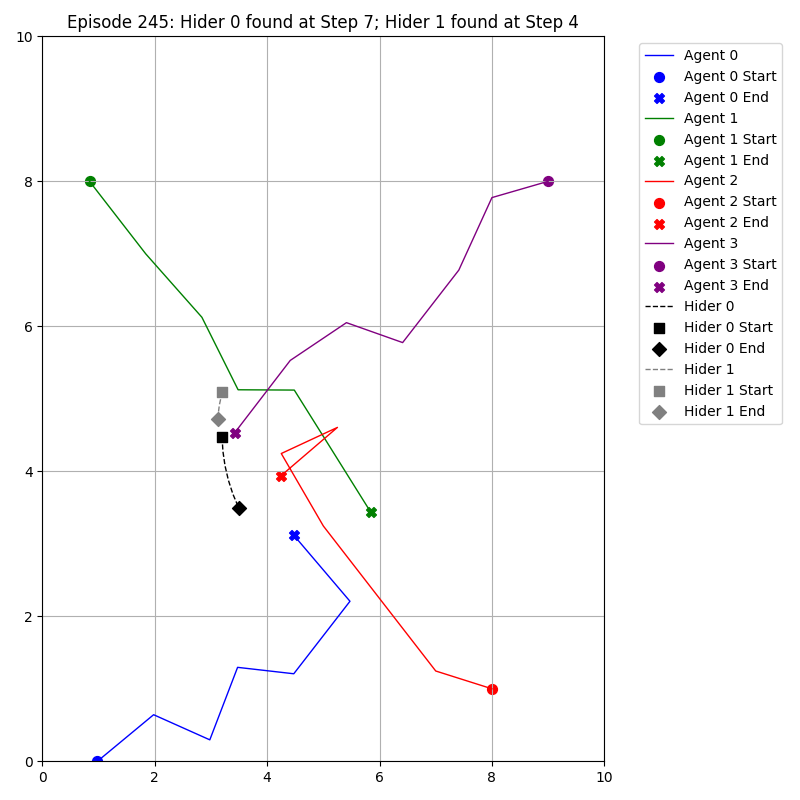 Episode 245: Hider 0 found at Step 7; Hider 1 found at Step 4
10
8
6
4
2
0
0 2 4 6 8 10
Agent 0
Agent 0 Start
Agent 0 End
Agent 1
Agent 1 Start
Agent 1 End
Agent 2
Agent 2 Start
Agent 2 End
Agent 3
Agent 3 Start
Agent 3 End
Hider 0
Hider 0 Start
Hider 0 End
Hider 1
Hider 1 Start
Hider 1 End